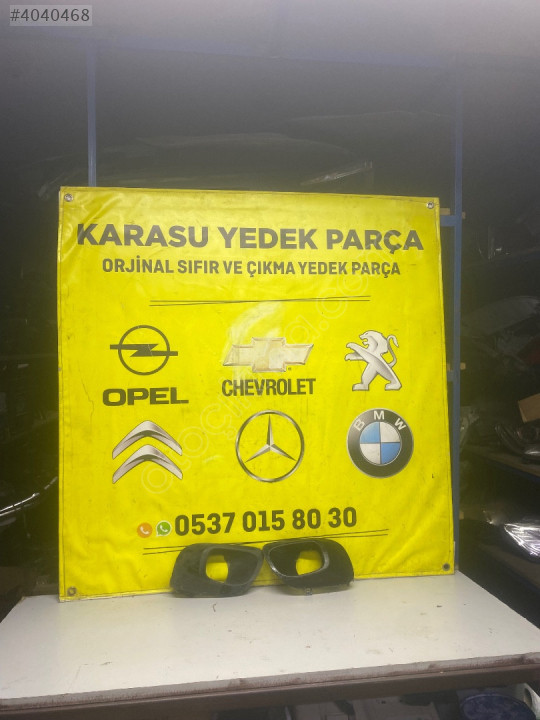 #4040468
KARASU YEDEK PARÇA
ORJİNAL SIFIR VE ÇIKMA YEDEK PARÇA
OPEL
CHEVROLET
BMW
0537 015 80 30